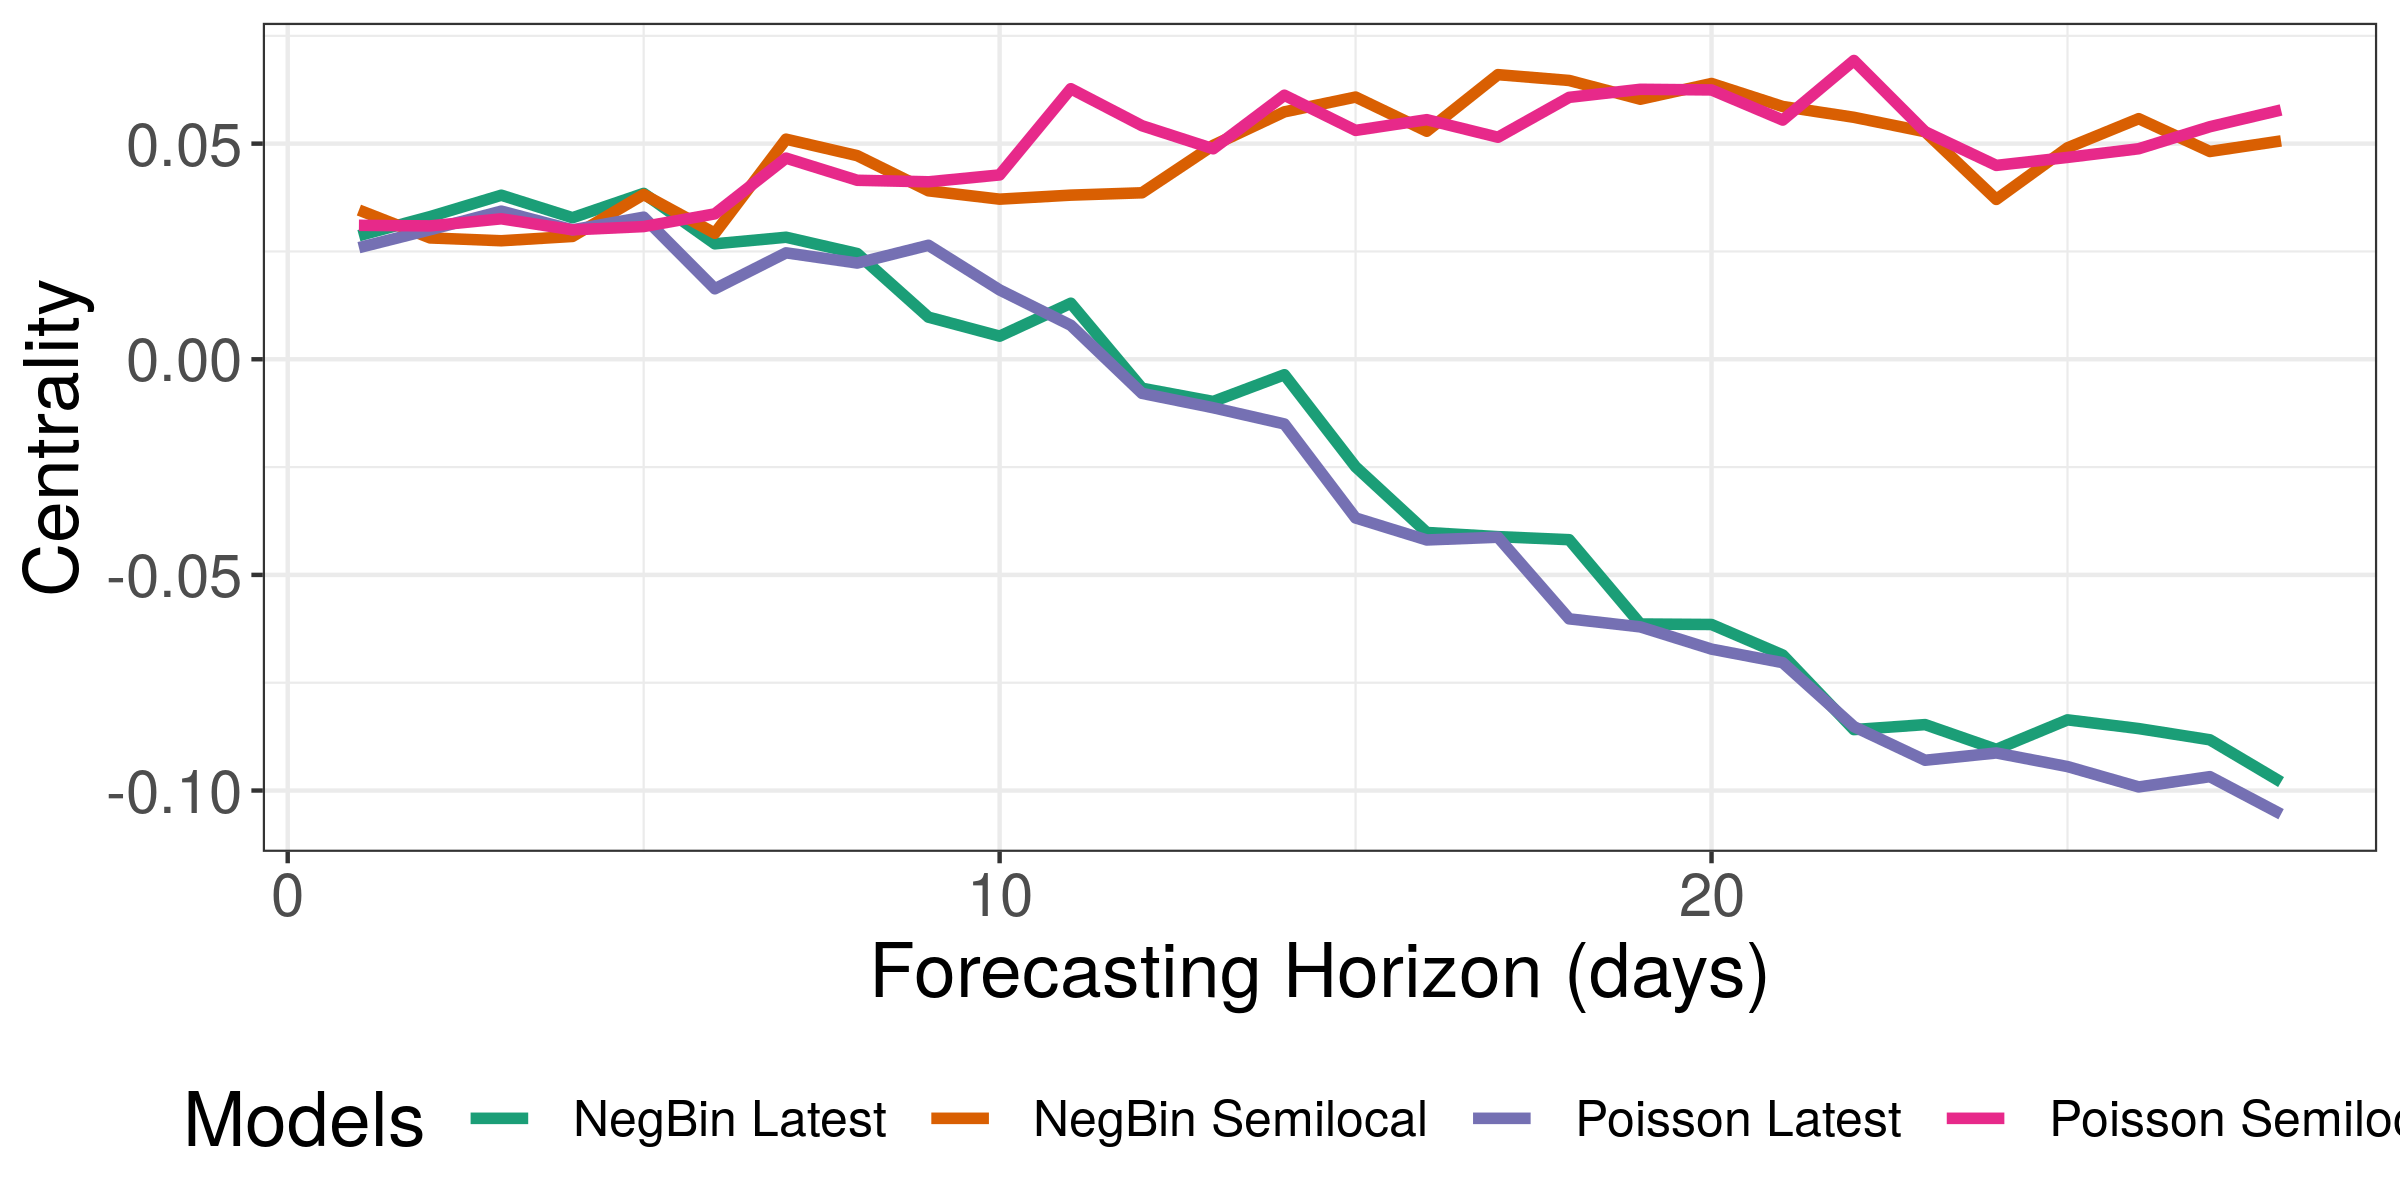 0.05
0.00
-0.05
-0.10
Centrality
0 10 20
Forecasting Horizon (days)
Models NegBin Latest NegBin Semilocal Poisson Latest Poisson